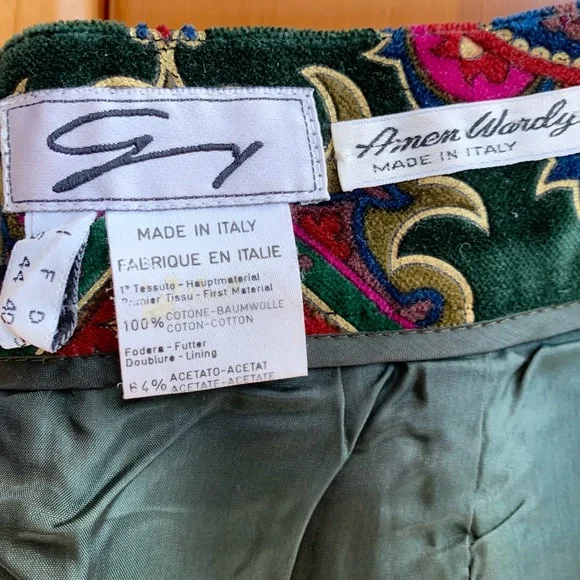 Amen Wardy
MADE IN ITALY
MADE IN ITALY
FABRIQUE EN ITALIE
1º Tessuto - Hauptmaterial
Premier Tissu - First Material
100% COTONE-BAUMWOLLE
COTON-COTTON
Fodera - Futter
Doublure - Lining
64% ACETATO-ACETAT
ACETATE-ACETATE
I F D
44 40